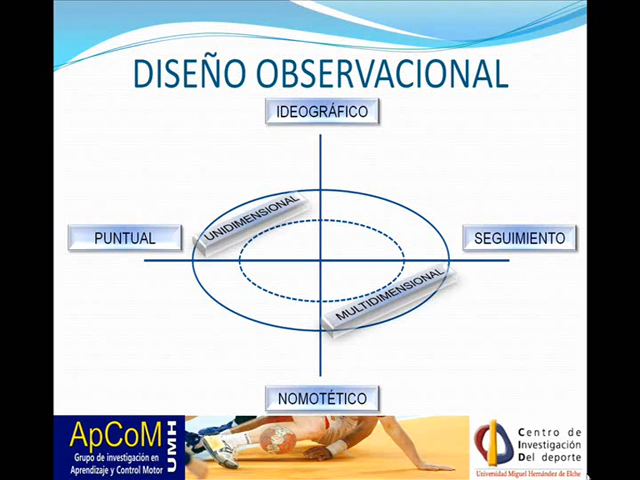 DISEÑO OBSERVACIONAL
IDEOGRÁFICO
UNIDIMENSIONAL
PUNTUAL
SEGUIMIENTO
MULTIDIMENSIONAL
NOMOTÉTICO
ApCoM
UMH
Grupo de investigación en
Aprendizaje y Control Motor
Centro de
Investigación
Del deporte
Universidad Miguel Hernández de Elche